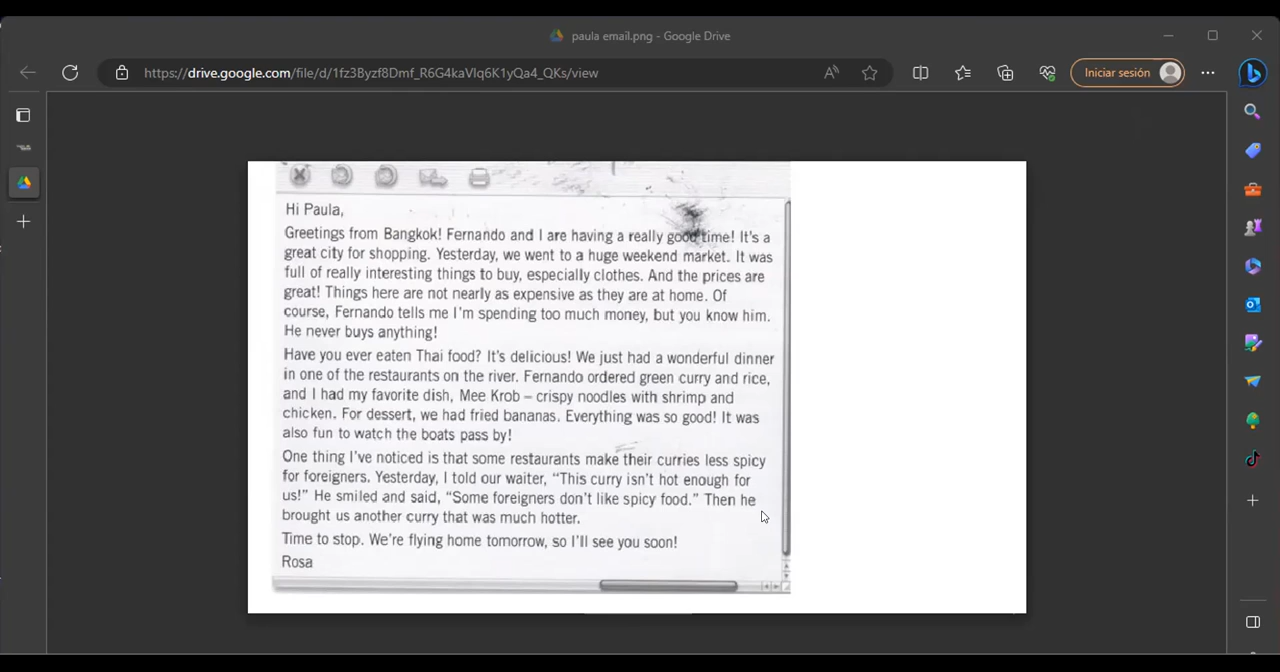 paula email.png - Google Drive
https://drive.google.com/file/d/1fz3Byzf8Dmf_R6G4kaVIq6K1yQa4_QKs/view
Iniciar sesión
Hi Paula,
Greetings from Bangkok! Fernando and I are having a really good time! It's a
great city for shopping. Yesterday, we went to a huge weekend market. It was
full of really interesting things to buy, especially clothes. And the prices are
great! Things here are not nearly as expensive as they are at home. Of
course, Fernando tells me I'm spending too much money, but you know him.
He never buys anything!
Have you ever eaten Thai food? It's delicious! We just had a wonderful dinner
in one of the restaurants on the river. Fernando ordered green curry and rice,
and I had my favorite dish, Mee Krob – crispy noodles with shrimp and
chicken. For dessert, we had fried bananas. Everything was so good! It was
also fun to watch the boats pass by!
One thing I've noticed is that some restaurants make their curries less spicy
for foreigners. Yesterday, I told our waiter, "This curry isn't hot enough for
us!" He smiled and said, "Some foreigners don't like spicy food." Then he
brought us another curry that was much hotter.
Time to stop. We're flying home tomorrow, so I'll see you soon!
Rosa